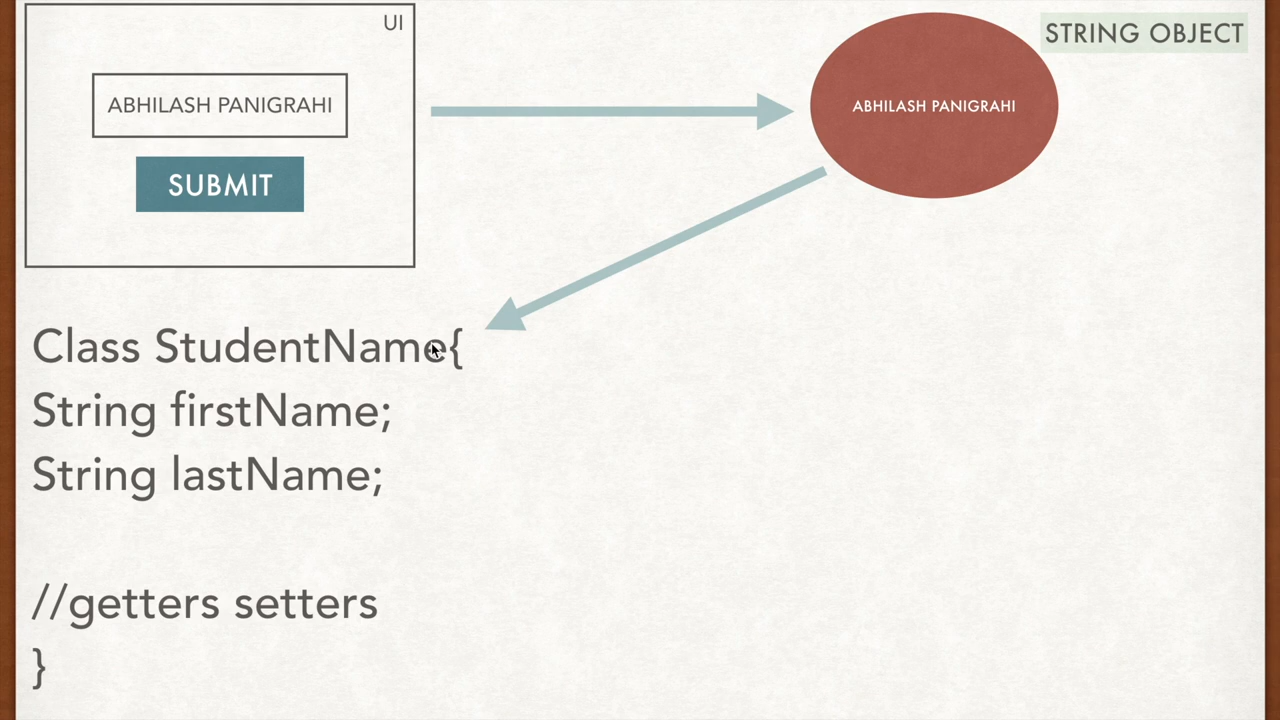 UI
ABHILASH PANIGRAHI
SUBMIT
ABHILASH PANIGRAHI
STRING OBJECT
Class StudentName{
String firstName;
String lastName;
//getters setters
}